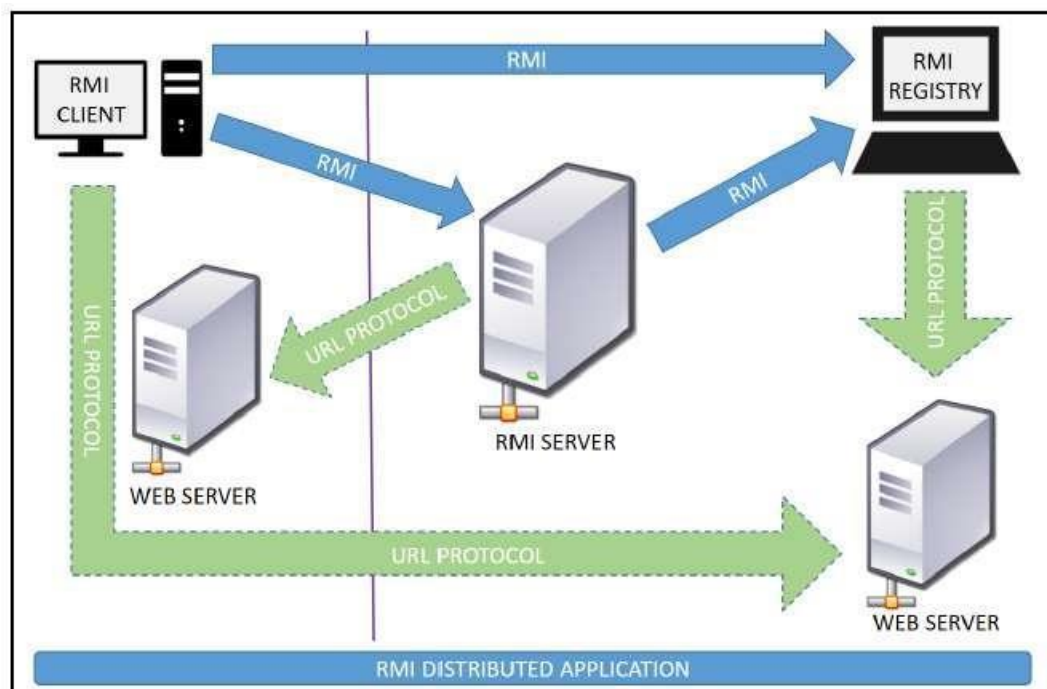 RMI
RMI
CLIENT
RMI
REGISTRY
RMI
RMI
URL PROTOCOL
URL PROTOCOL
URL PROTOCOL
RMI SERVER
WEB SERVER
URL PROTOCOL
WEB SERVER
RMI DISTRIBUTED APPLICATION